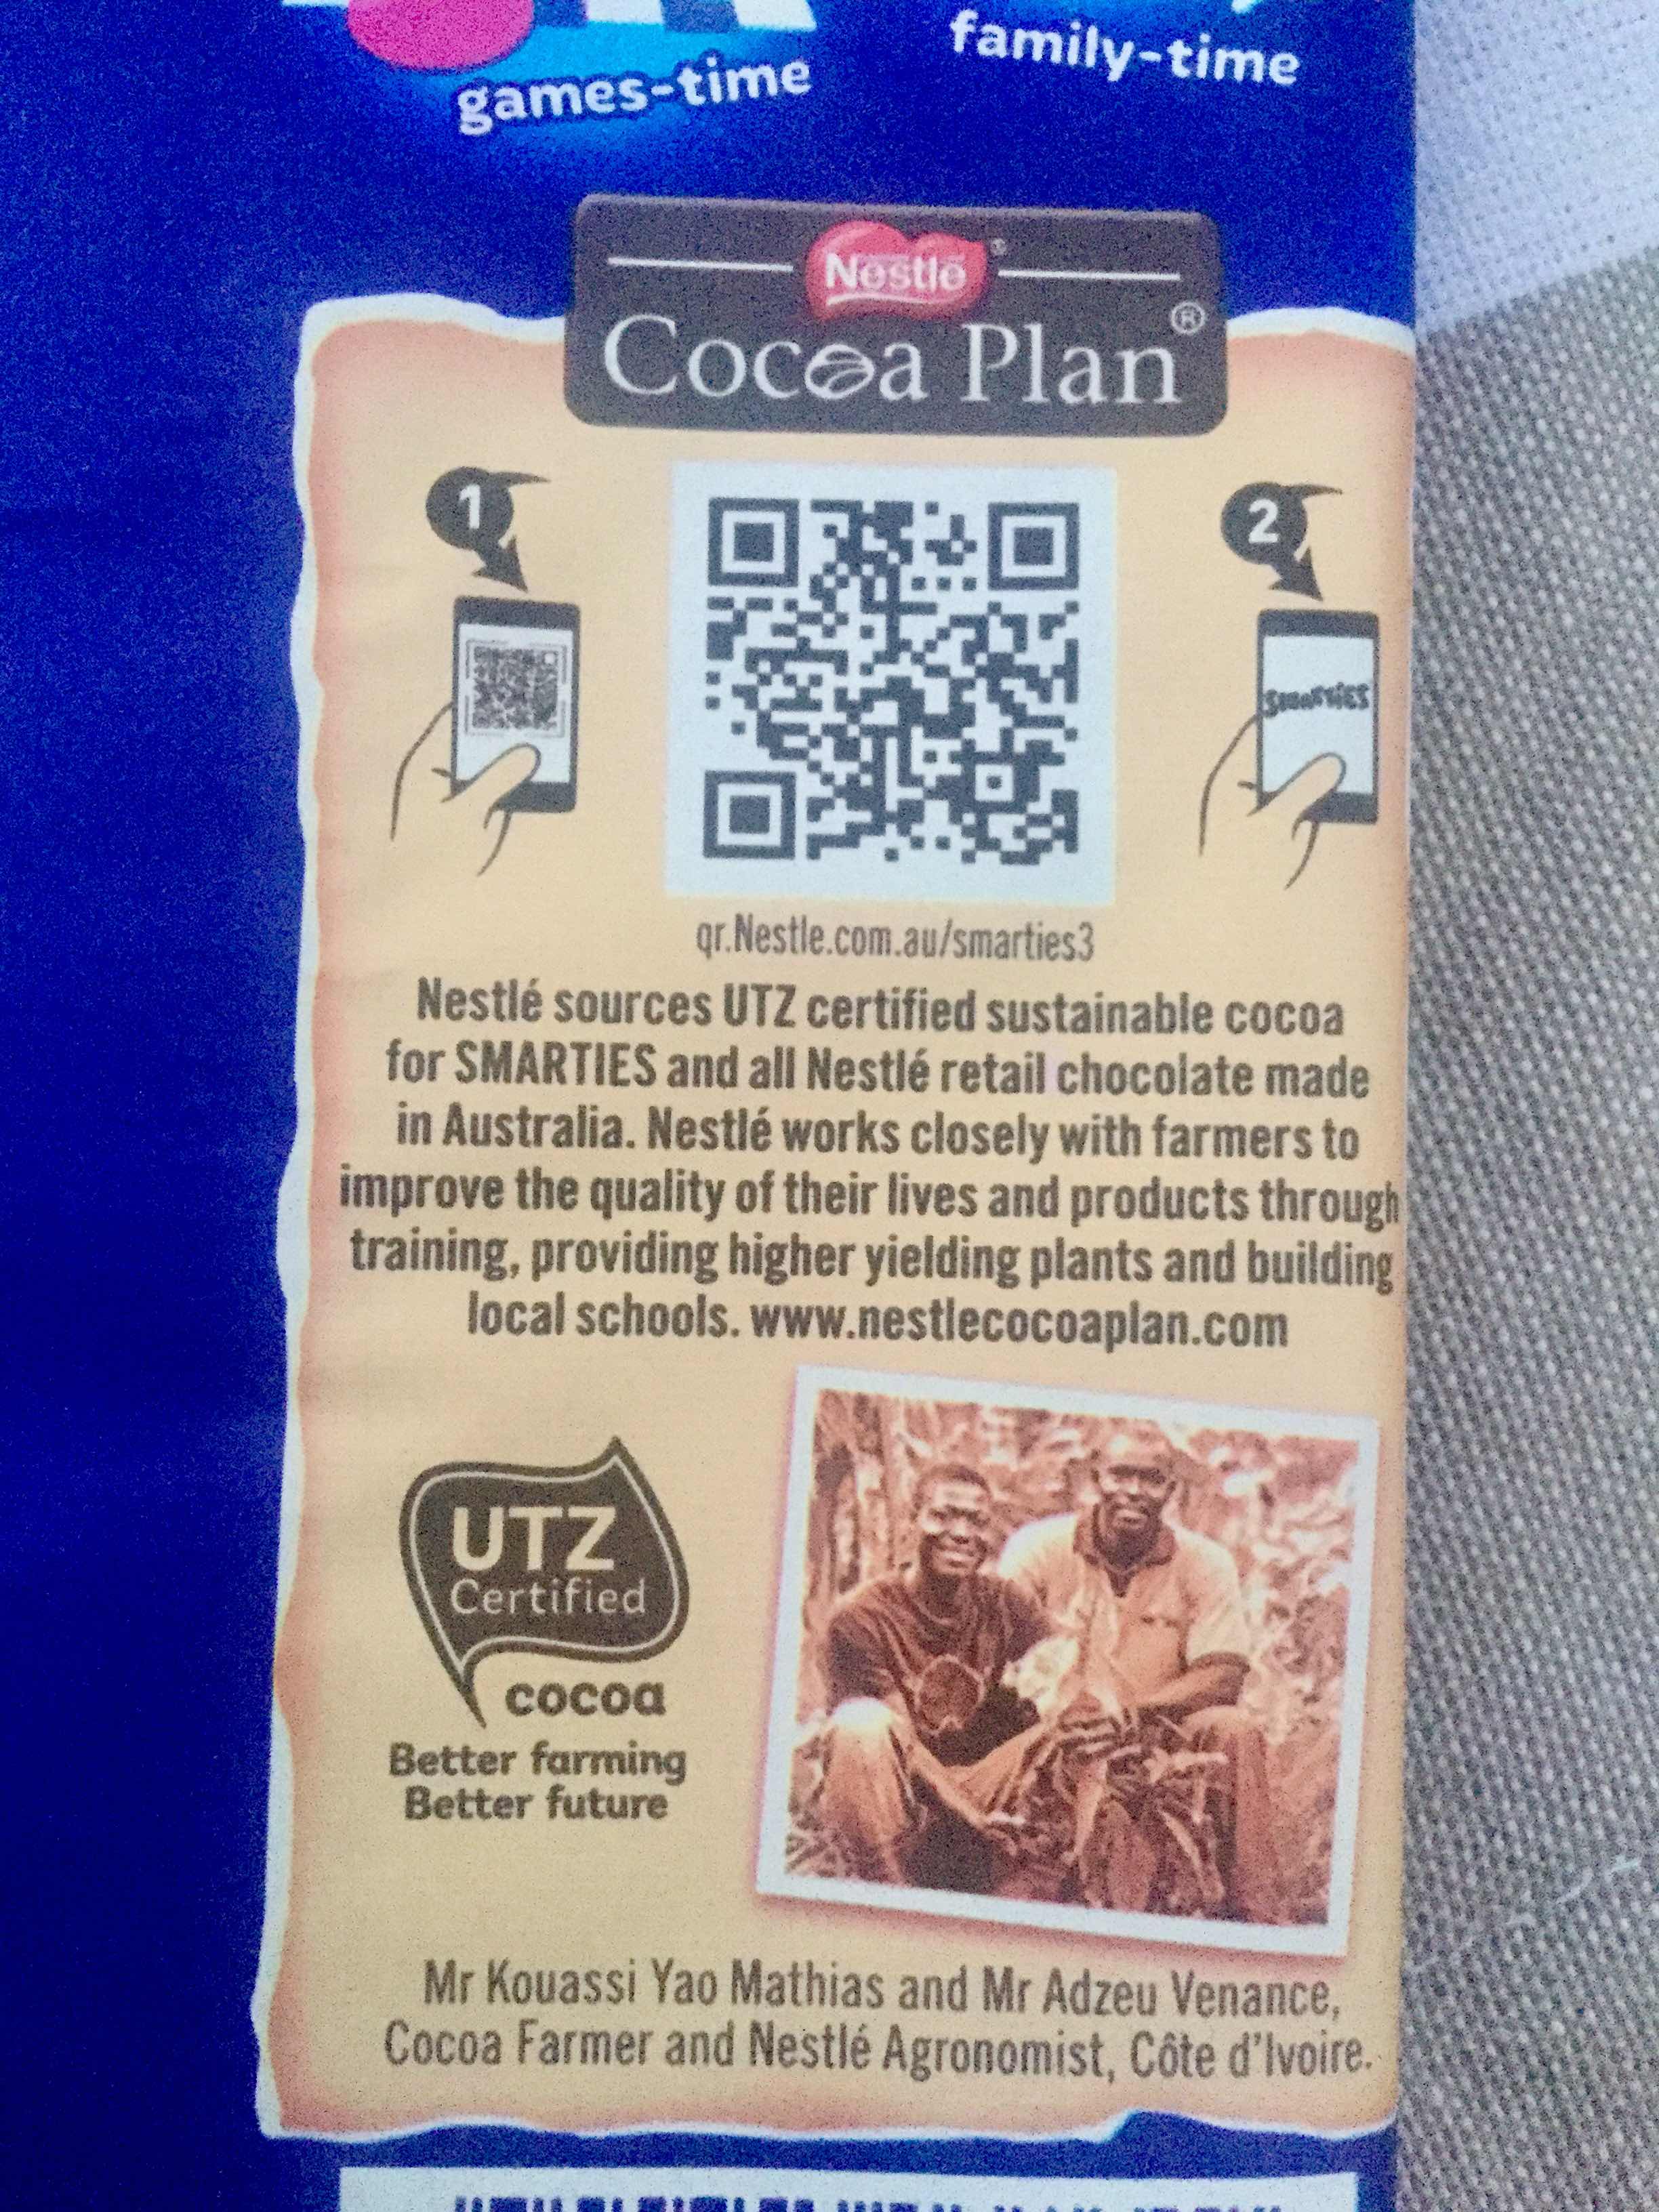 games-time
family-time
Nestlé®
Cocoa Plan®
1
2
SMARTIES
qr.Nestle.com.au/smarties3
Nestlé sources UTZ certified sustainable cocoa
for SMARTIES and all Nestlé retail chocolate made
in Australia. Nestlé works closely with farmers to
improve the quality of their lives and products through
training, providing higher yielding plants and building
local schools. www.nestlecocoaplan.com
UTZ
Certified
cocoa
Better farming
Better future
Mr Kouassi Yao Mathias and Mr Adzeu Venance,
Cocoa Farmer and Nestlé Agronomist, Côte d'Ivoire.